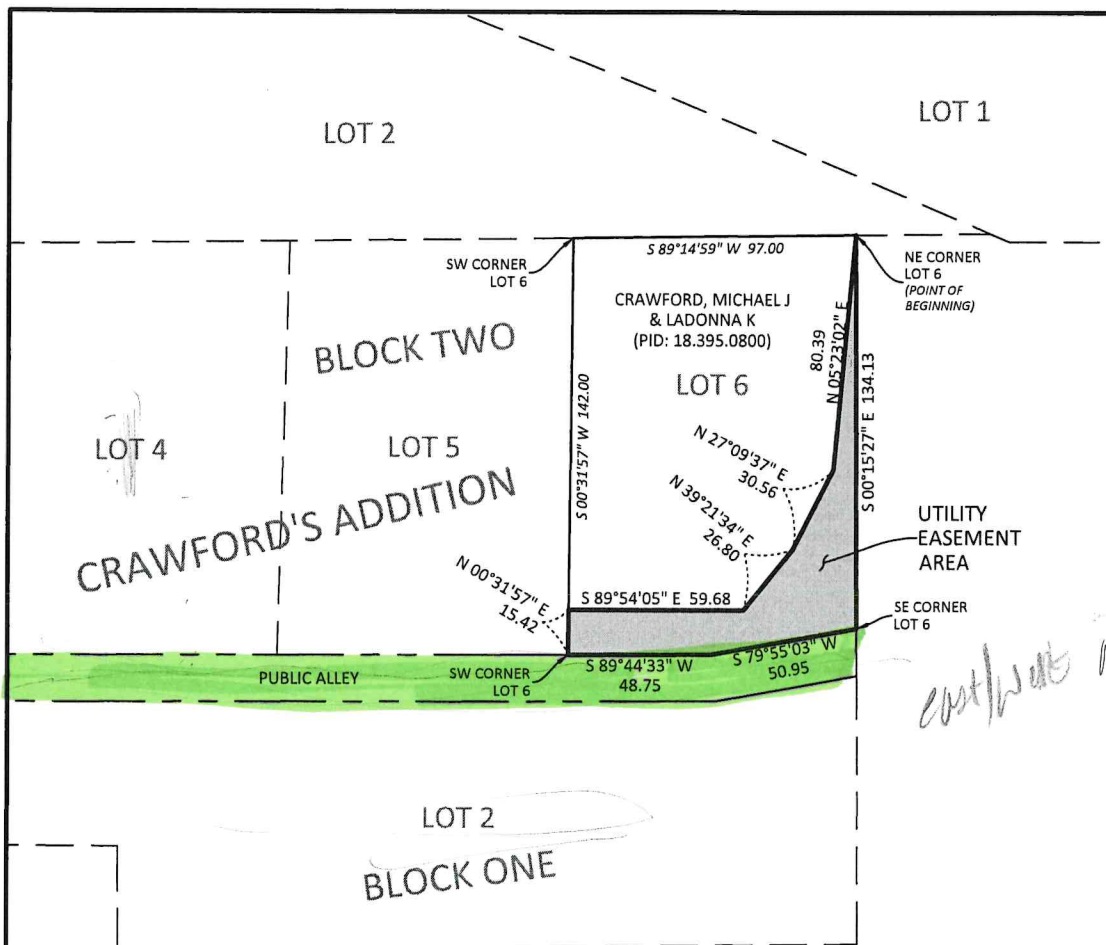 LOT 1
LOT 2
S 89°14'59" W 97.00
SW CORNER
LOT 6
NE CORNER
LOT 6
(POINT OF
BEGINNING)
CRAWFORD, MICHAEL J
& LADONNA K
(PID: 18.395.0800)
LOT 6
BLOCK TWO
LOT 4
LOT 5
CRAWFORD'S ADDITION
S 00°31'57" W 142.00
80.39
N 05°23'02" E
S 00°15'27" E 134.13
N 27°09'37" E
30.56
N 39°21'34" E
26.80
UTILITY
EASEMENT
AREA
N 00°31'57" E
15.42
S 89°54'05" E 59.68
SE CORNER
LOT 6
PUBLIC ALLEY
SW CORNER
LOT 6
S 89°44'33" W
48.75
S 79°55'03" W
50.95
east/west
LOT 2
BLOCK ONE